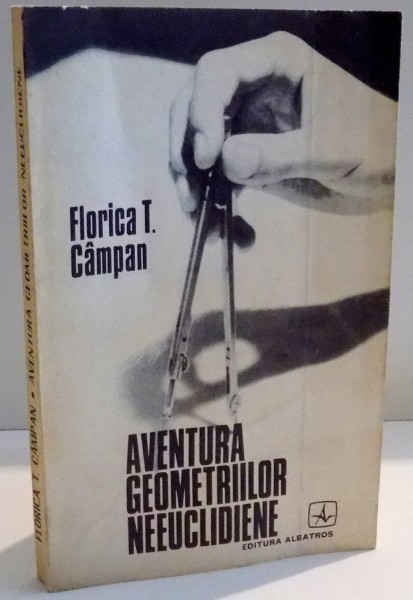 Florica T.
Câmpan
AVENTURA
GEOMETRIILOR
NEEUCLIDIENE
EDITURA ALBATROS
FLORICA T. CÂMPAN • AVENTURA GEOMETRIILOR NEEUCLIDIENE